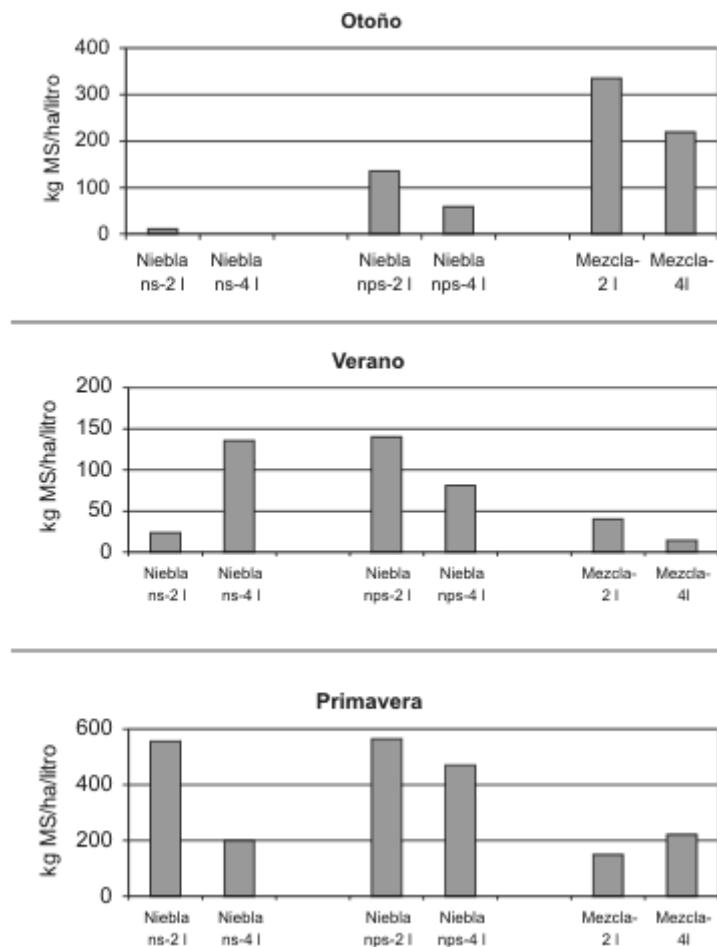 Otoño
kg MS/ha/litro
400
300
200
100
0
Niebla Niebla Niebla Niebla Mezcla- Mezcla-
ns-2 l ns-4 l nps-2 l nps-4 l 2 l 4l
Verano
kg MS/ha/litro
200
150
100
50
0
Niebla Niebla Niebla Niebla Mezcla- Mezcla-
ns-2 l ns-4 l nps-2 l nps-4 l 2 l 4l
Primavera
kg MS/ha/litro
600
400
200
0
Niebla Niebla Niebla Niebla Mezcla- Mezcla-
ns-2 l ns-4 l nps-2 l nps-4 l 2 l 4l